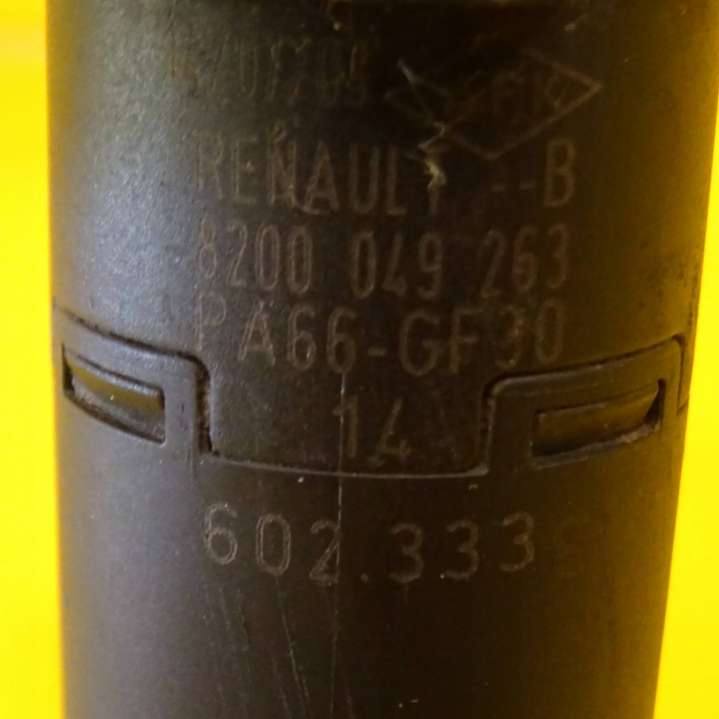 RENAULT --B
8200 049 263
PA66-GF30
14
602.333